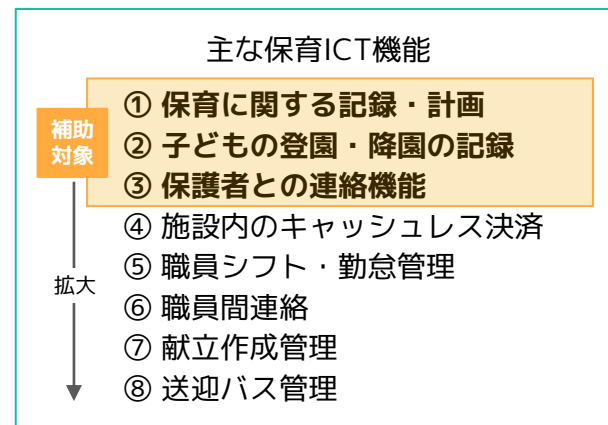 主な保育ICT機能
補助
対象
① 保育に関する記録・計画
② 子どもの登園・降園の記録
③ 保護者との連絡機能
④ 施設内のキャッシュレス決済
⑤ 職員シフト・勤怠管理
拡大
⑥ 職員間連絡
⑦ 献立作成管理
⑧ 送迎バス管理